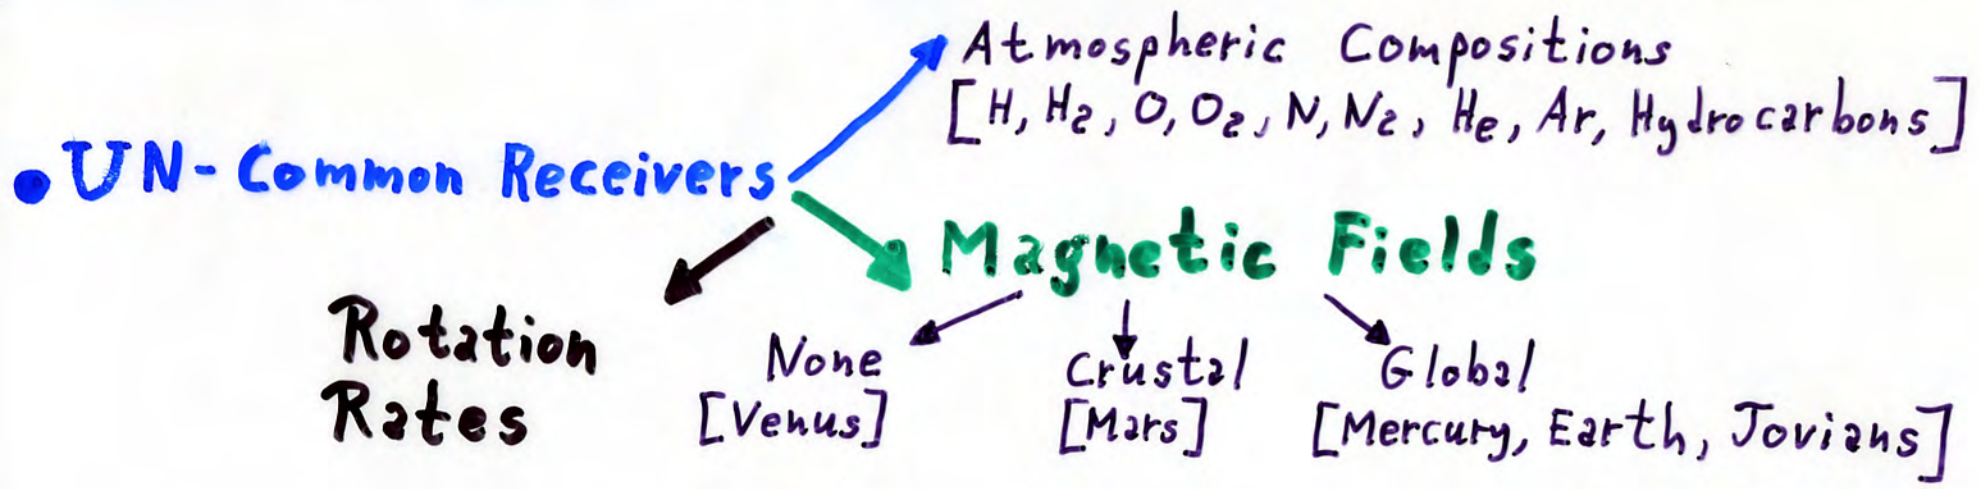 Atmospheric Compositions
[H, H2, O, O2, N, N2, He, Ar, Hydrocarbons]
• UN-Common Receivers
Magnetic Fields
Rotation
Rates
None
[Venus]
Crustal
[Mars]
Global
[Mercury, Earth, Jovians]